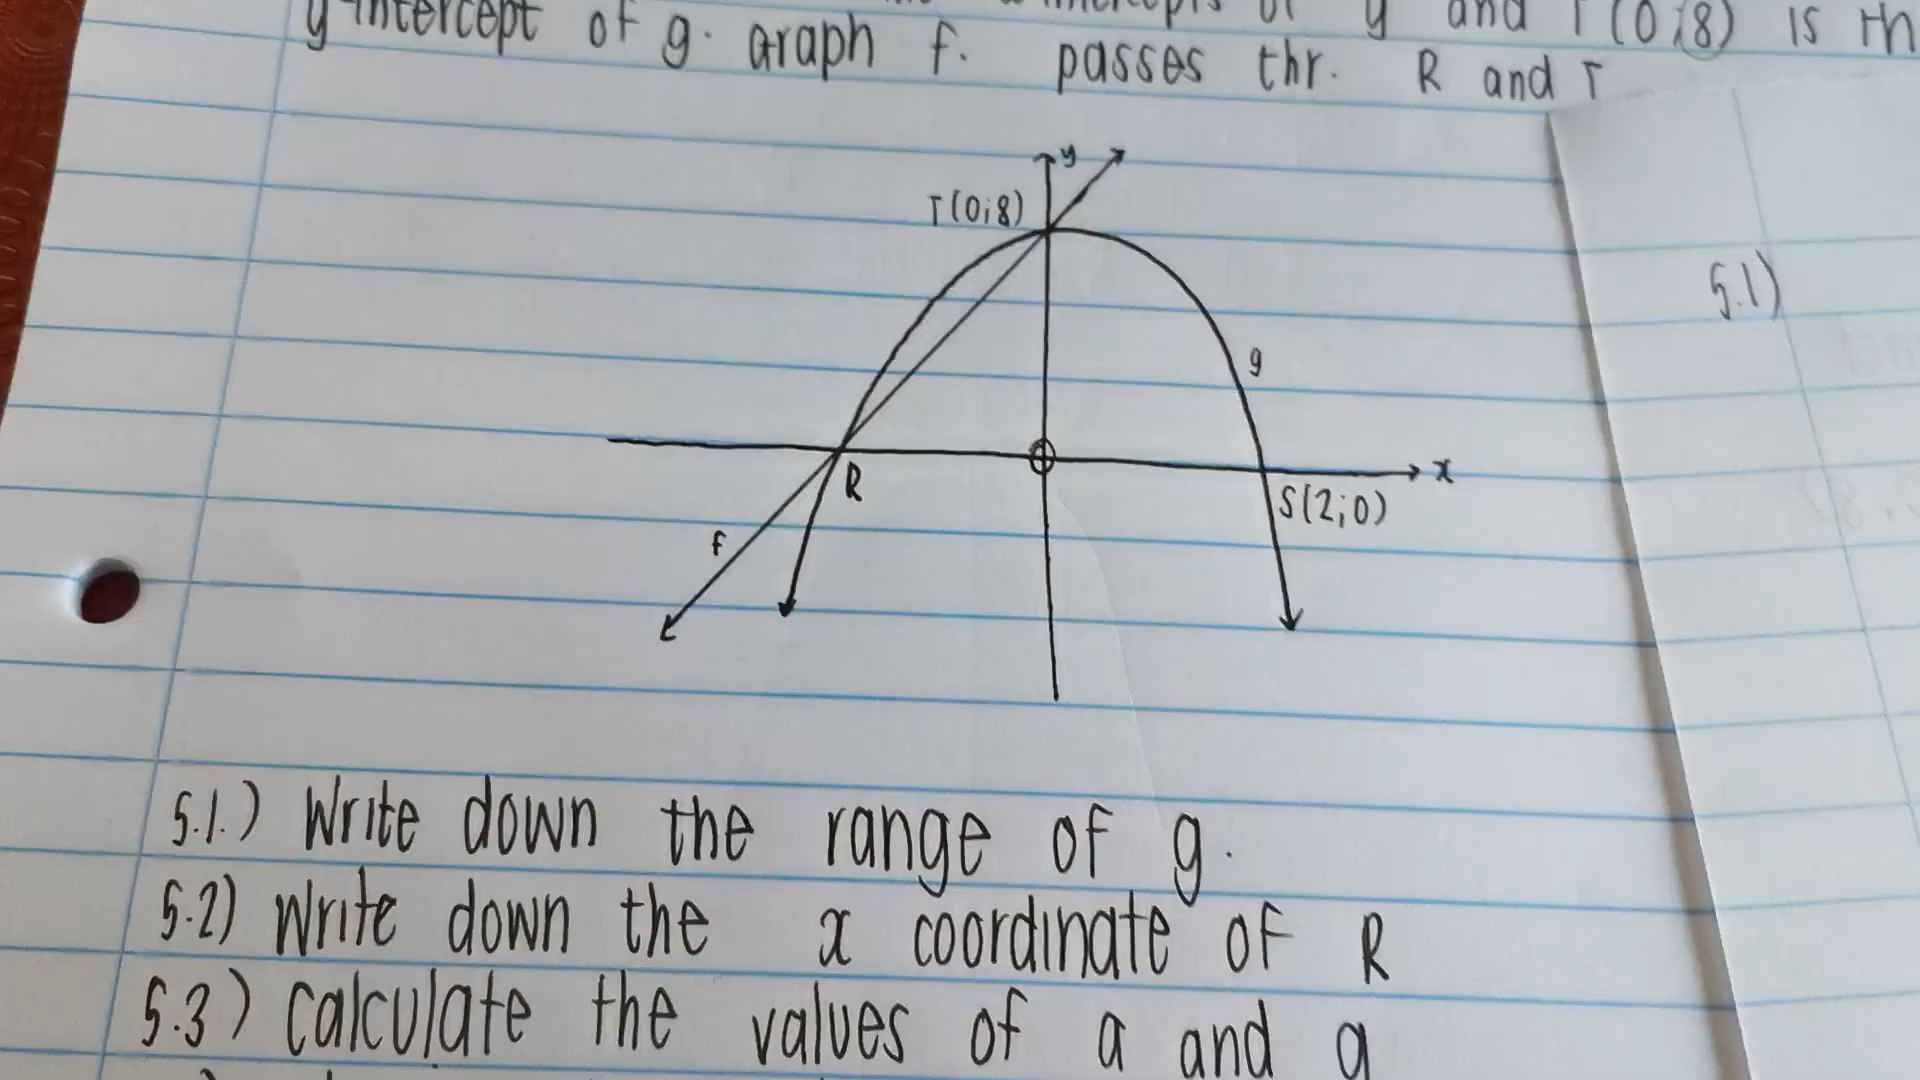 y-intercept of g. Graph f. passes thr. R and T
y
T(0;8)
g
x
R
S(2;0)
f
5.1)
5.1.) Write down the range of g.
5.2) Write down the x coordinate of R
5.3) Calculate the values of a and q